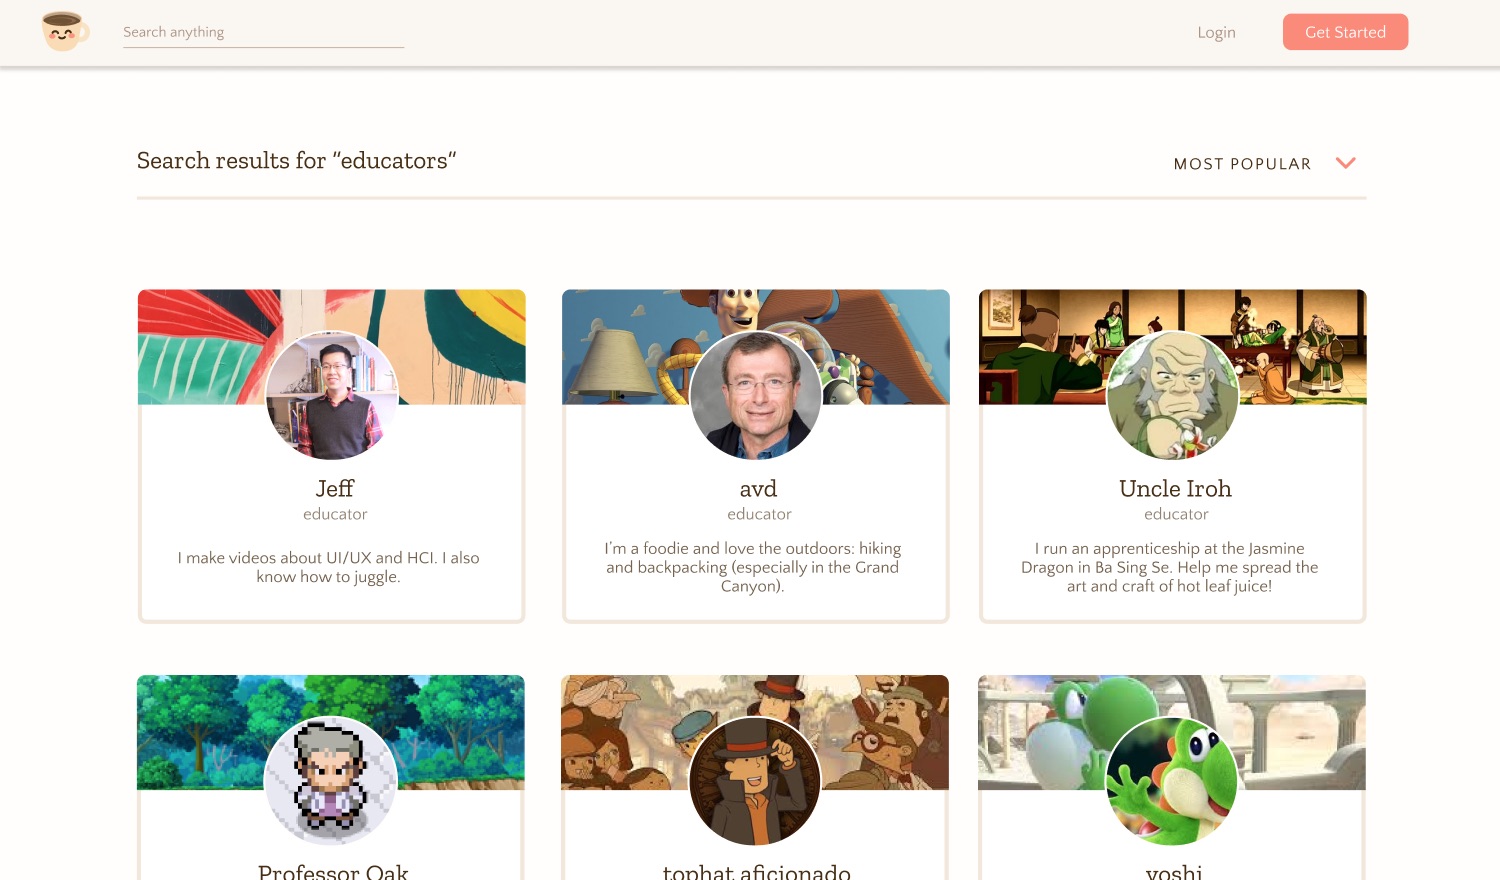 Search anything
Login
Get Started
Search results for “educators”
MOST POPULAR
Jeff
educator
I make videos about UI/UX and HCI. I also
know how to juggle.
avd
educator
I’m a foodie and love the outdoors: hiking
and backpacking (especially in the Grand
Canyon).
Uncle Iroh
educator
I run an apprenticeship at the Jasmine
Dragon in Ba Sing Se. Help me spread the
art and craft of hot leaf juice!
Professor Oak
tophat aficionado
yoshi